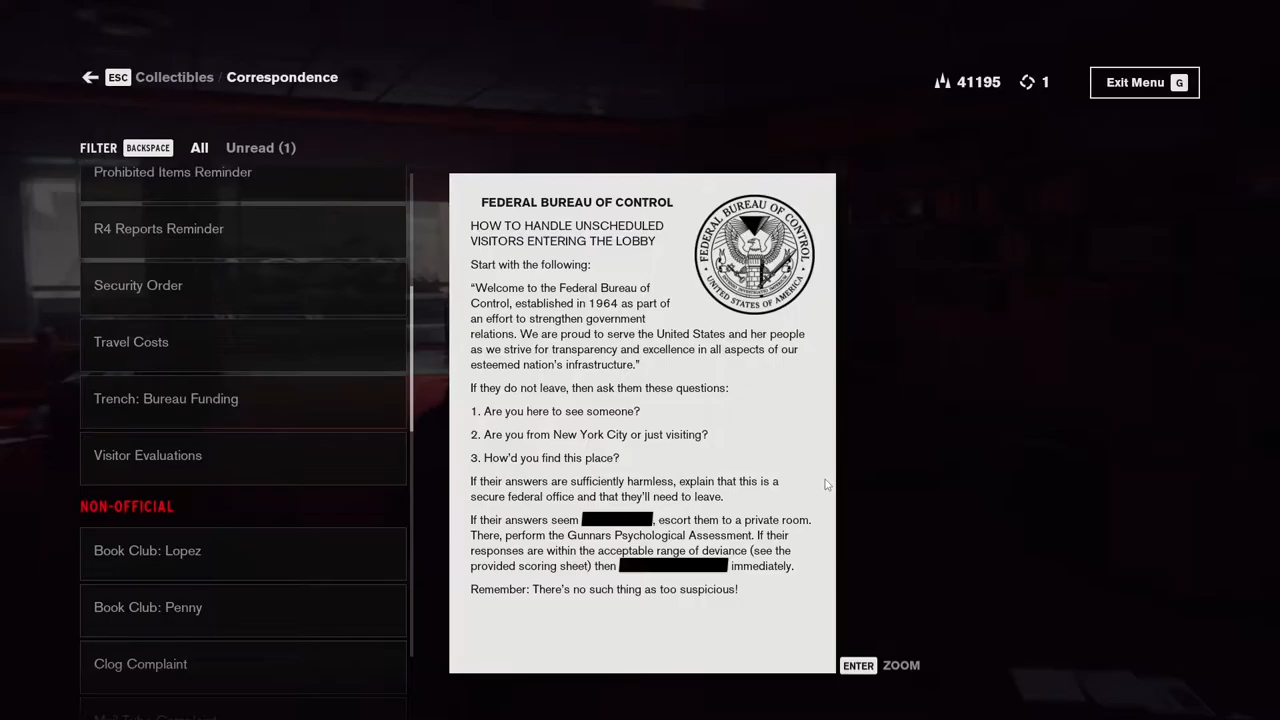 ESC Collectibles / Correspondence
41195
1
Exit Menu G
FILTER BACKSPACE All Unread (1)
Prohibited Items Reminder
R4 Reports Reminder
Security Order
Travel Costs
Trench: Bureau Funding
Visitor Evaluations
NON-OFFICIAL
Book Club: Lopez
Book Club: Penny
Clog Complaint
Mail Tube Complaint
FEDERAL BUREAU OF CONTROL
HOW TO HANDLE UNSCHEDULED
VISITORS ENTERING THE LOBBY
Start with the following:
“Welcome to the Federal Bureau of
Control, established in 1964 as part of
an effort to strengthen government
relations. We are proud to serve the United States and her people
as we strive for transparency and excellence in all aspects of our
esteemed nation’s infrastructure.”
If they do not leave, then ask them these questions:
1. Are you here to see someone?
2. Are you from New York City or just visiting?
3. How’d you find this place?
If their answers are sufficiently harmless, explain that this is a
secure federal office and that they’ll need to leave.
If their answers seem , escort them to a private room.
There, perform the Gunnars Psychological Assessment. If their
responses are within the acceptable range of deviance (see the
provided scoring sheet) then immediately.
Remember: There’s no such thing as too suspicious!
FEDERAL BUREAU OF CONTROL
UNITED STATES OF AMERICA
ENTER ZOOM